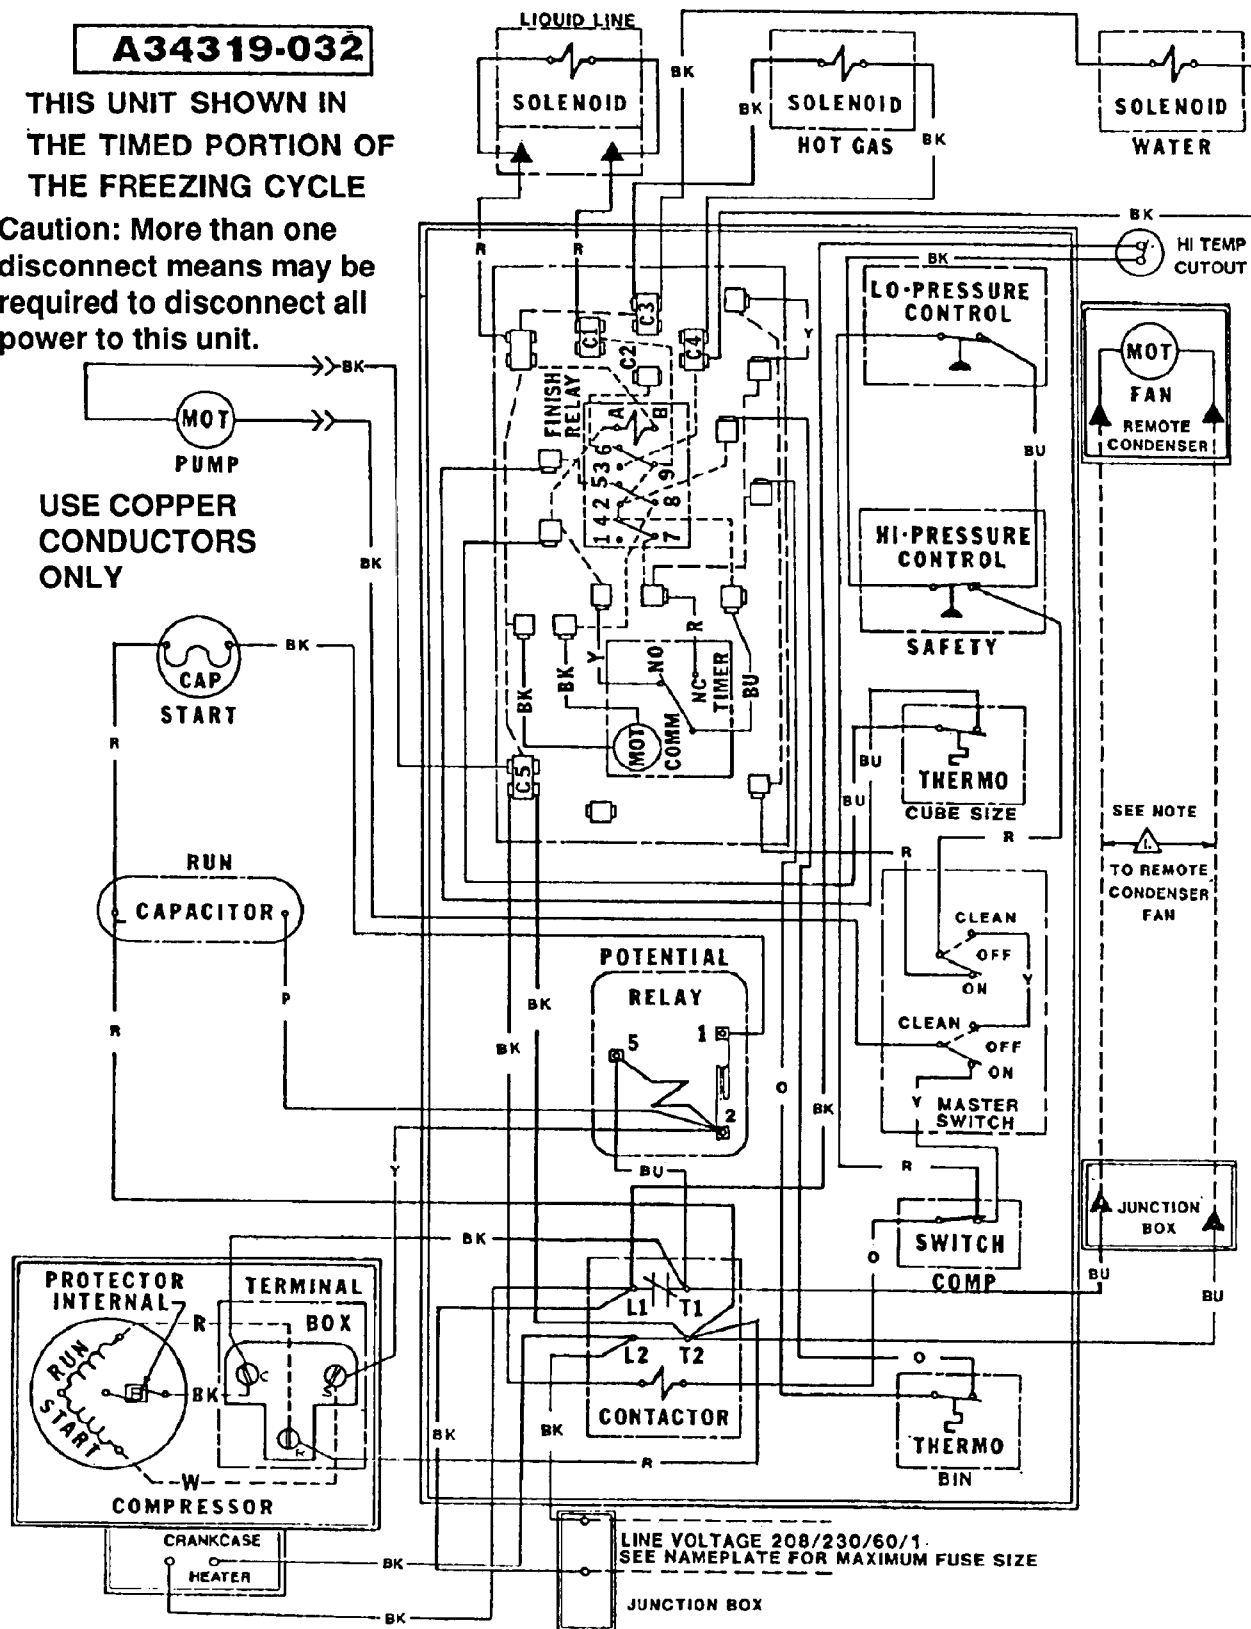 A34319-032
THIS UNIT SHOWN IN
THE TIMED PORTION OF
THE FREEZING CYCLE
Caution: More than one
disconnect means may be
required to disconnect all
power to this unit.
LIQUID LINE
SOLENOID
BK
BK
SOLENOID
HOT GAS
BK
SOLENOID
WATER
BK
HI TEMP
CUTOUT
BK
R
R
LO-PRESSURE
CONTROL
MOT
FAN
REMOTE
CONDENSER
BK
MOT
PUMP
C3
C1
C2
C4
Y
FINISH
RELAY
A
B
6
3
9
5
2
8
4
1
7
BU
USE COPPER
CONDUCTORS
ONLY
BK
HI-PRESSURE
CONTROL
SAFETY
CAP
START
BK
R
BK
BK
Y
NO
R
NC
TIMER
BU
MOT
COMM
C5
BU
BU
THERMO
CUBE SIZE
R
R
SEE NOTE
1.
TO REMOTE
CONDENSER
FAN
RUN
CAPACITOR
P
R
CLEAN
OFF
ON
Y
CLEAN
OFF
ON
Y
MASTER
SWITCH
POTENTIAL
RELAY
5
1
2
BU
BK
BK
O
BK
R
Y
SWITCH
COMP
O
JUNCTION
BOX
BU
BU
BK
L1
T1
L2
T2
CONTACTOR
O
THERMO
BIN
PROTECTOR
INTERNAL
TERMINAL
BOX
R
RUN
START
BK
C
S
R
W
COMPRESSOR
BK
BK
R
CRANKCASE
HEATER
BK
BK
LINE VOLTAGE 208/230/60/1.
SEE NAMEPLATE FOR MAXIMUM FUSE SIZE
JUNCTION BOX